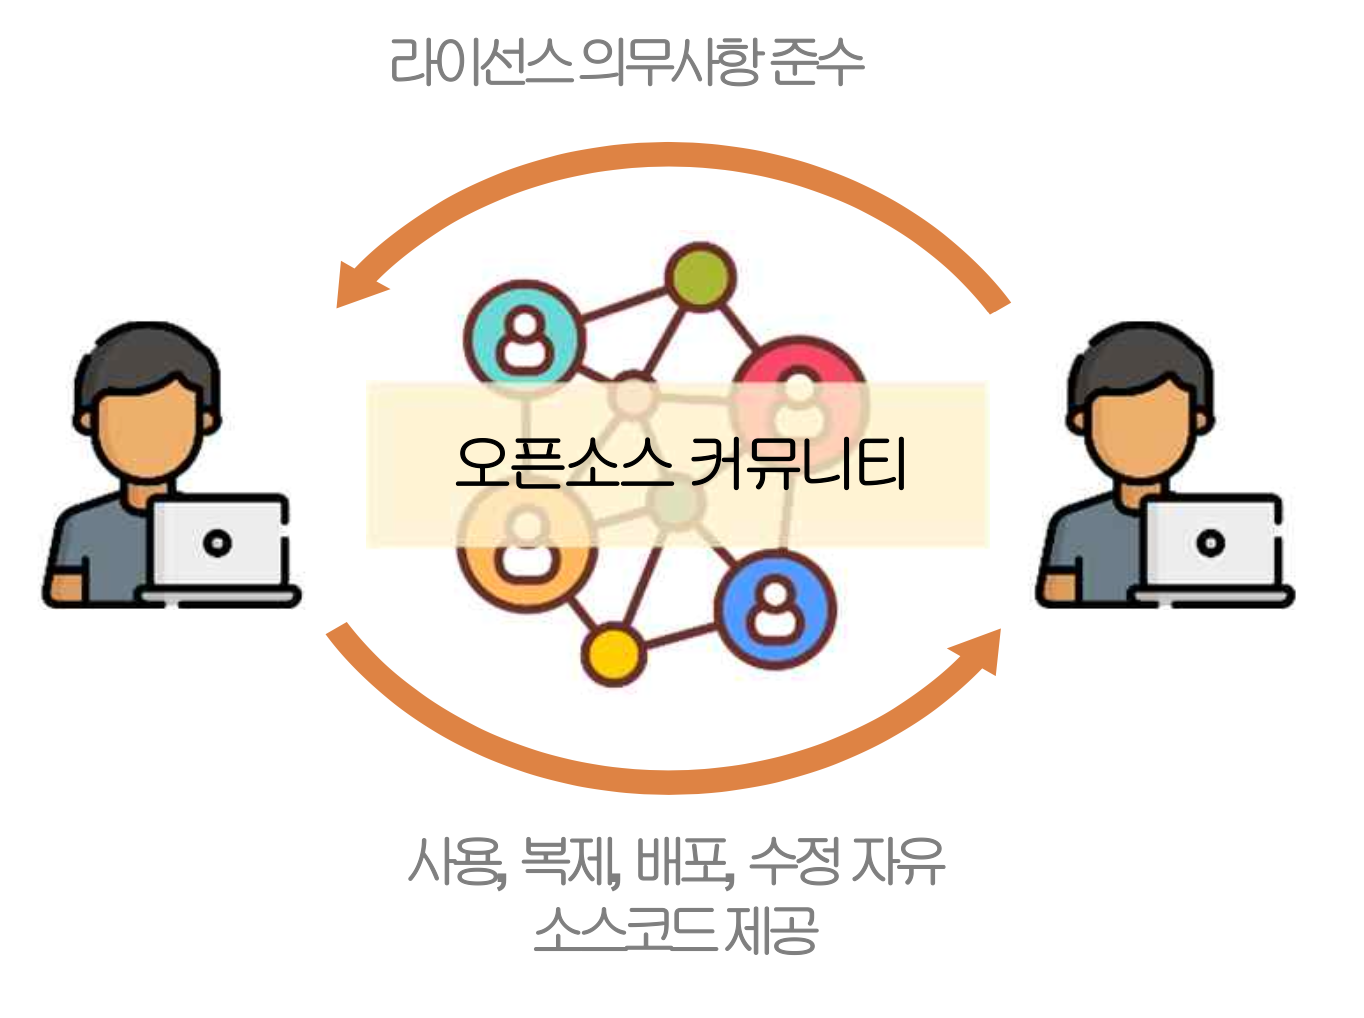 라이선스 의무사항 준수
오픈소스 커뮤니티
사용, 복제, 배포, 수정 자유
소스코드 제공